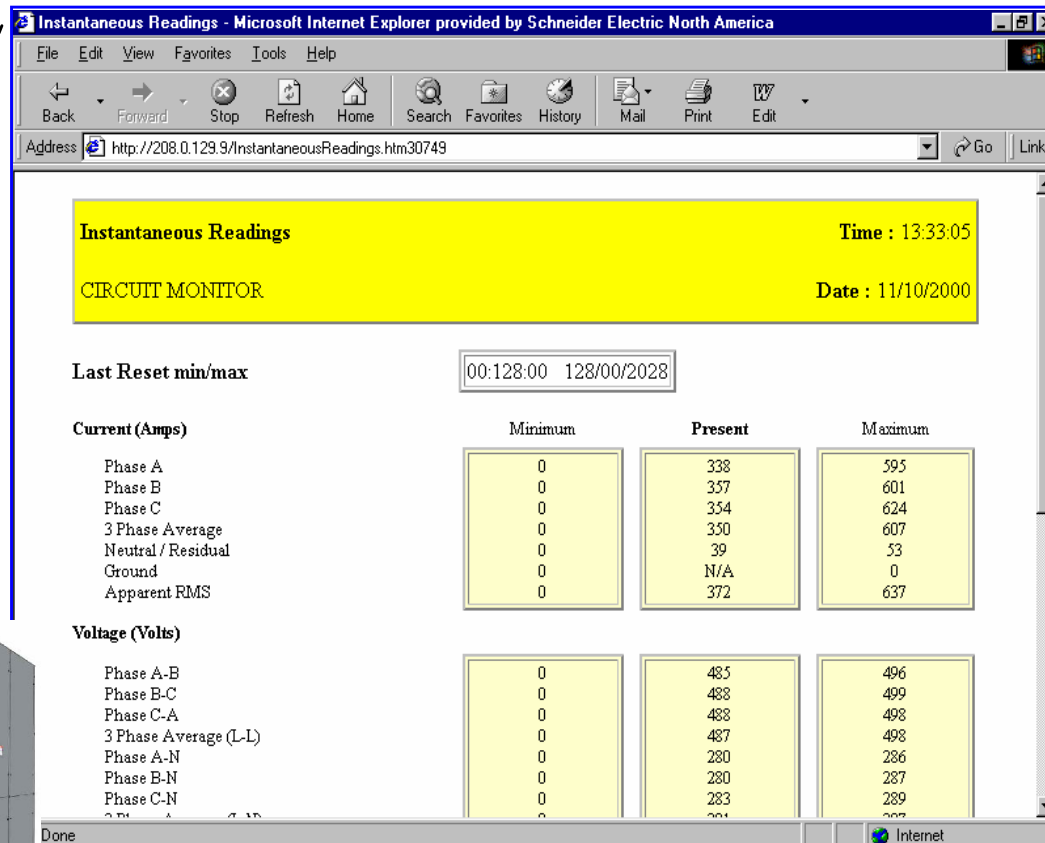 Instantaneous Readings - Microsoft Internet Explorer provided by Schneider Electric North America
File Edit View Favorites Tools Help
Back Forward Stop Refresh Home Search Favorites History Mail Print Edit
Address http://208.0.129.9/InstantaneousReadings.htm30749 Go Link
Instantaneous Readings Time : 13:33:05
CIRCUIT MONITOR Date : 11/10/2000
Last Reset min/max 00:128:00 128/00/2028
Current (Amps) Minimum Present Maximum
Phase A 0 338 595
Phase B 0 357 601
Phase C 0 354 624
3 Phase Average 0 350 607
Neutral / Residual 0 39 53
Ground 0 N/A 0
Apparent RMS 0 372 637
Voltage (Volts)
Phase A-B 0 485 496
Phase B-C 0 488 499
Phase C-A 0 488 498
3 Phase Average (L-L) 0 487 498
Phase A-N 0 280 286
Phase B-N 0 280 287
Phase C-N 0 283 289
Done Internet